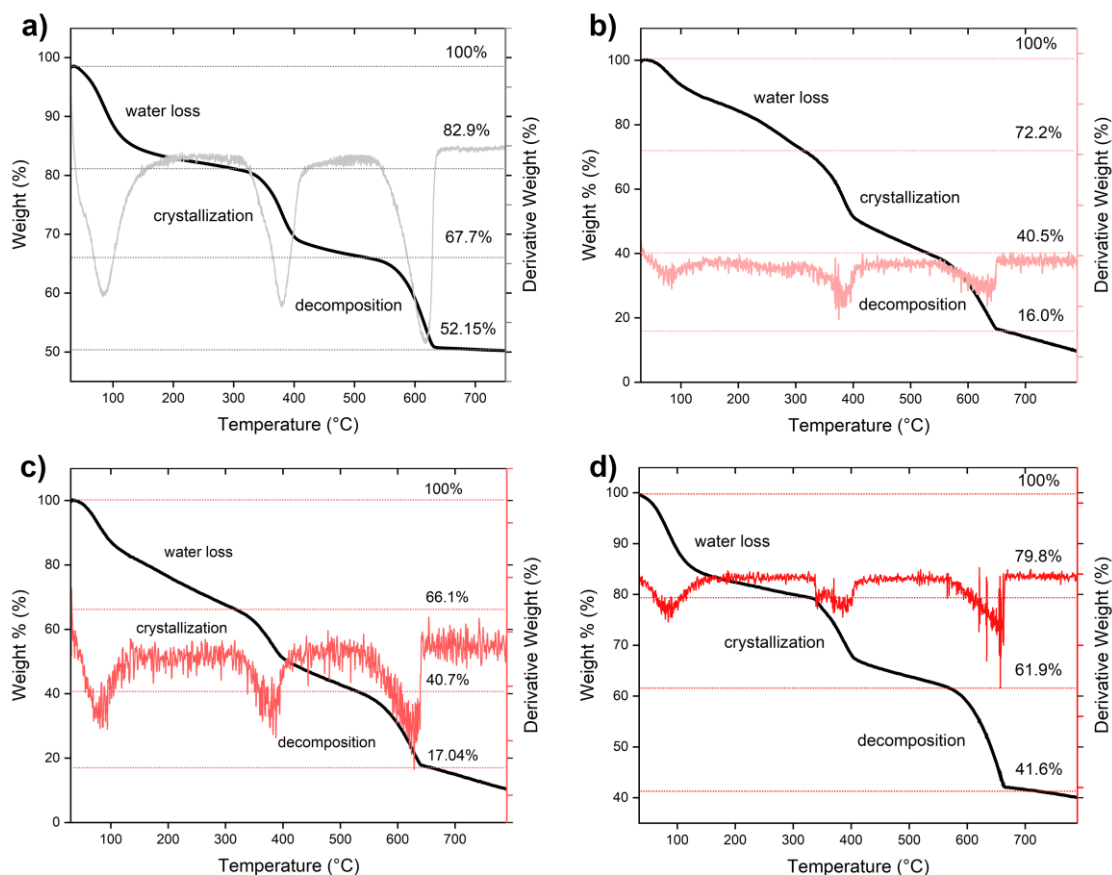 a)
100%
100
90
water loss
82.9%
80
crystallization
70
67.7%
60
decomposition
52.15%
50
100 200 300 400 500 600 700
Temperature (°C)
Weight (%)
Derivative Weight (%)
b)
100%
100
water loss
80
72.2%
60
crystallization
40.5%
40
decomposition
20
16.0%
0
100 200 300 400 500 600 700
Temperature (°C)
Weight % (%)
Derivative Weight (%)
c)
100%
100
water loss
80
66.1%
crystallization
60
40.7%
40
decomposition
20
17.04%
0
100 200 300 400 500 600 700
Temperature (°C)
Weight % (%)
Derivative Weight (%)
d)
100%
100
water loss
90
79.8%
80
crystallization
70
61.9%
60
decomposition
50
41.6%
40
100 200 300 400 500 600 700
Temperature (°C)
Weight % (%)
Derivative Weight (%)